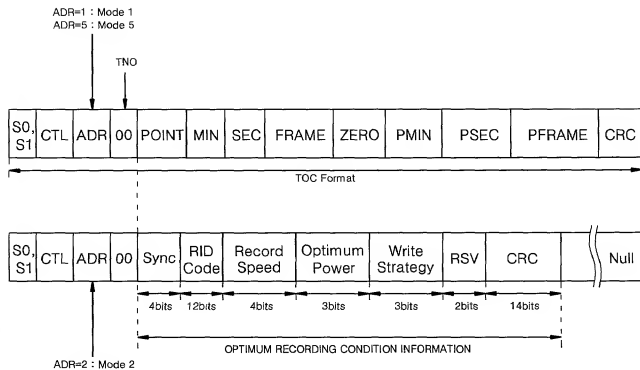 ADR=1 : Mode 1
ADR=5 : Mode 5
TNO
S0, S1 CTL ADR 00 POINT MIN SEC FRAME ZERO PMIN PSEC PFRAME CRC
TOC Format
S0, S1 CTL ADR 00 Sync RID Code Record Speed Optimum Power Write Strategy RSV CRC Null
4bits 12bits 4bits 3bits 3bits 2bits 14bits
OPTIMUM RECORDING CONDITION INFORMATION
ADR=2 : Mode 2